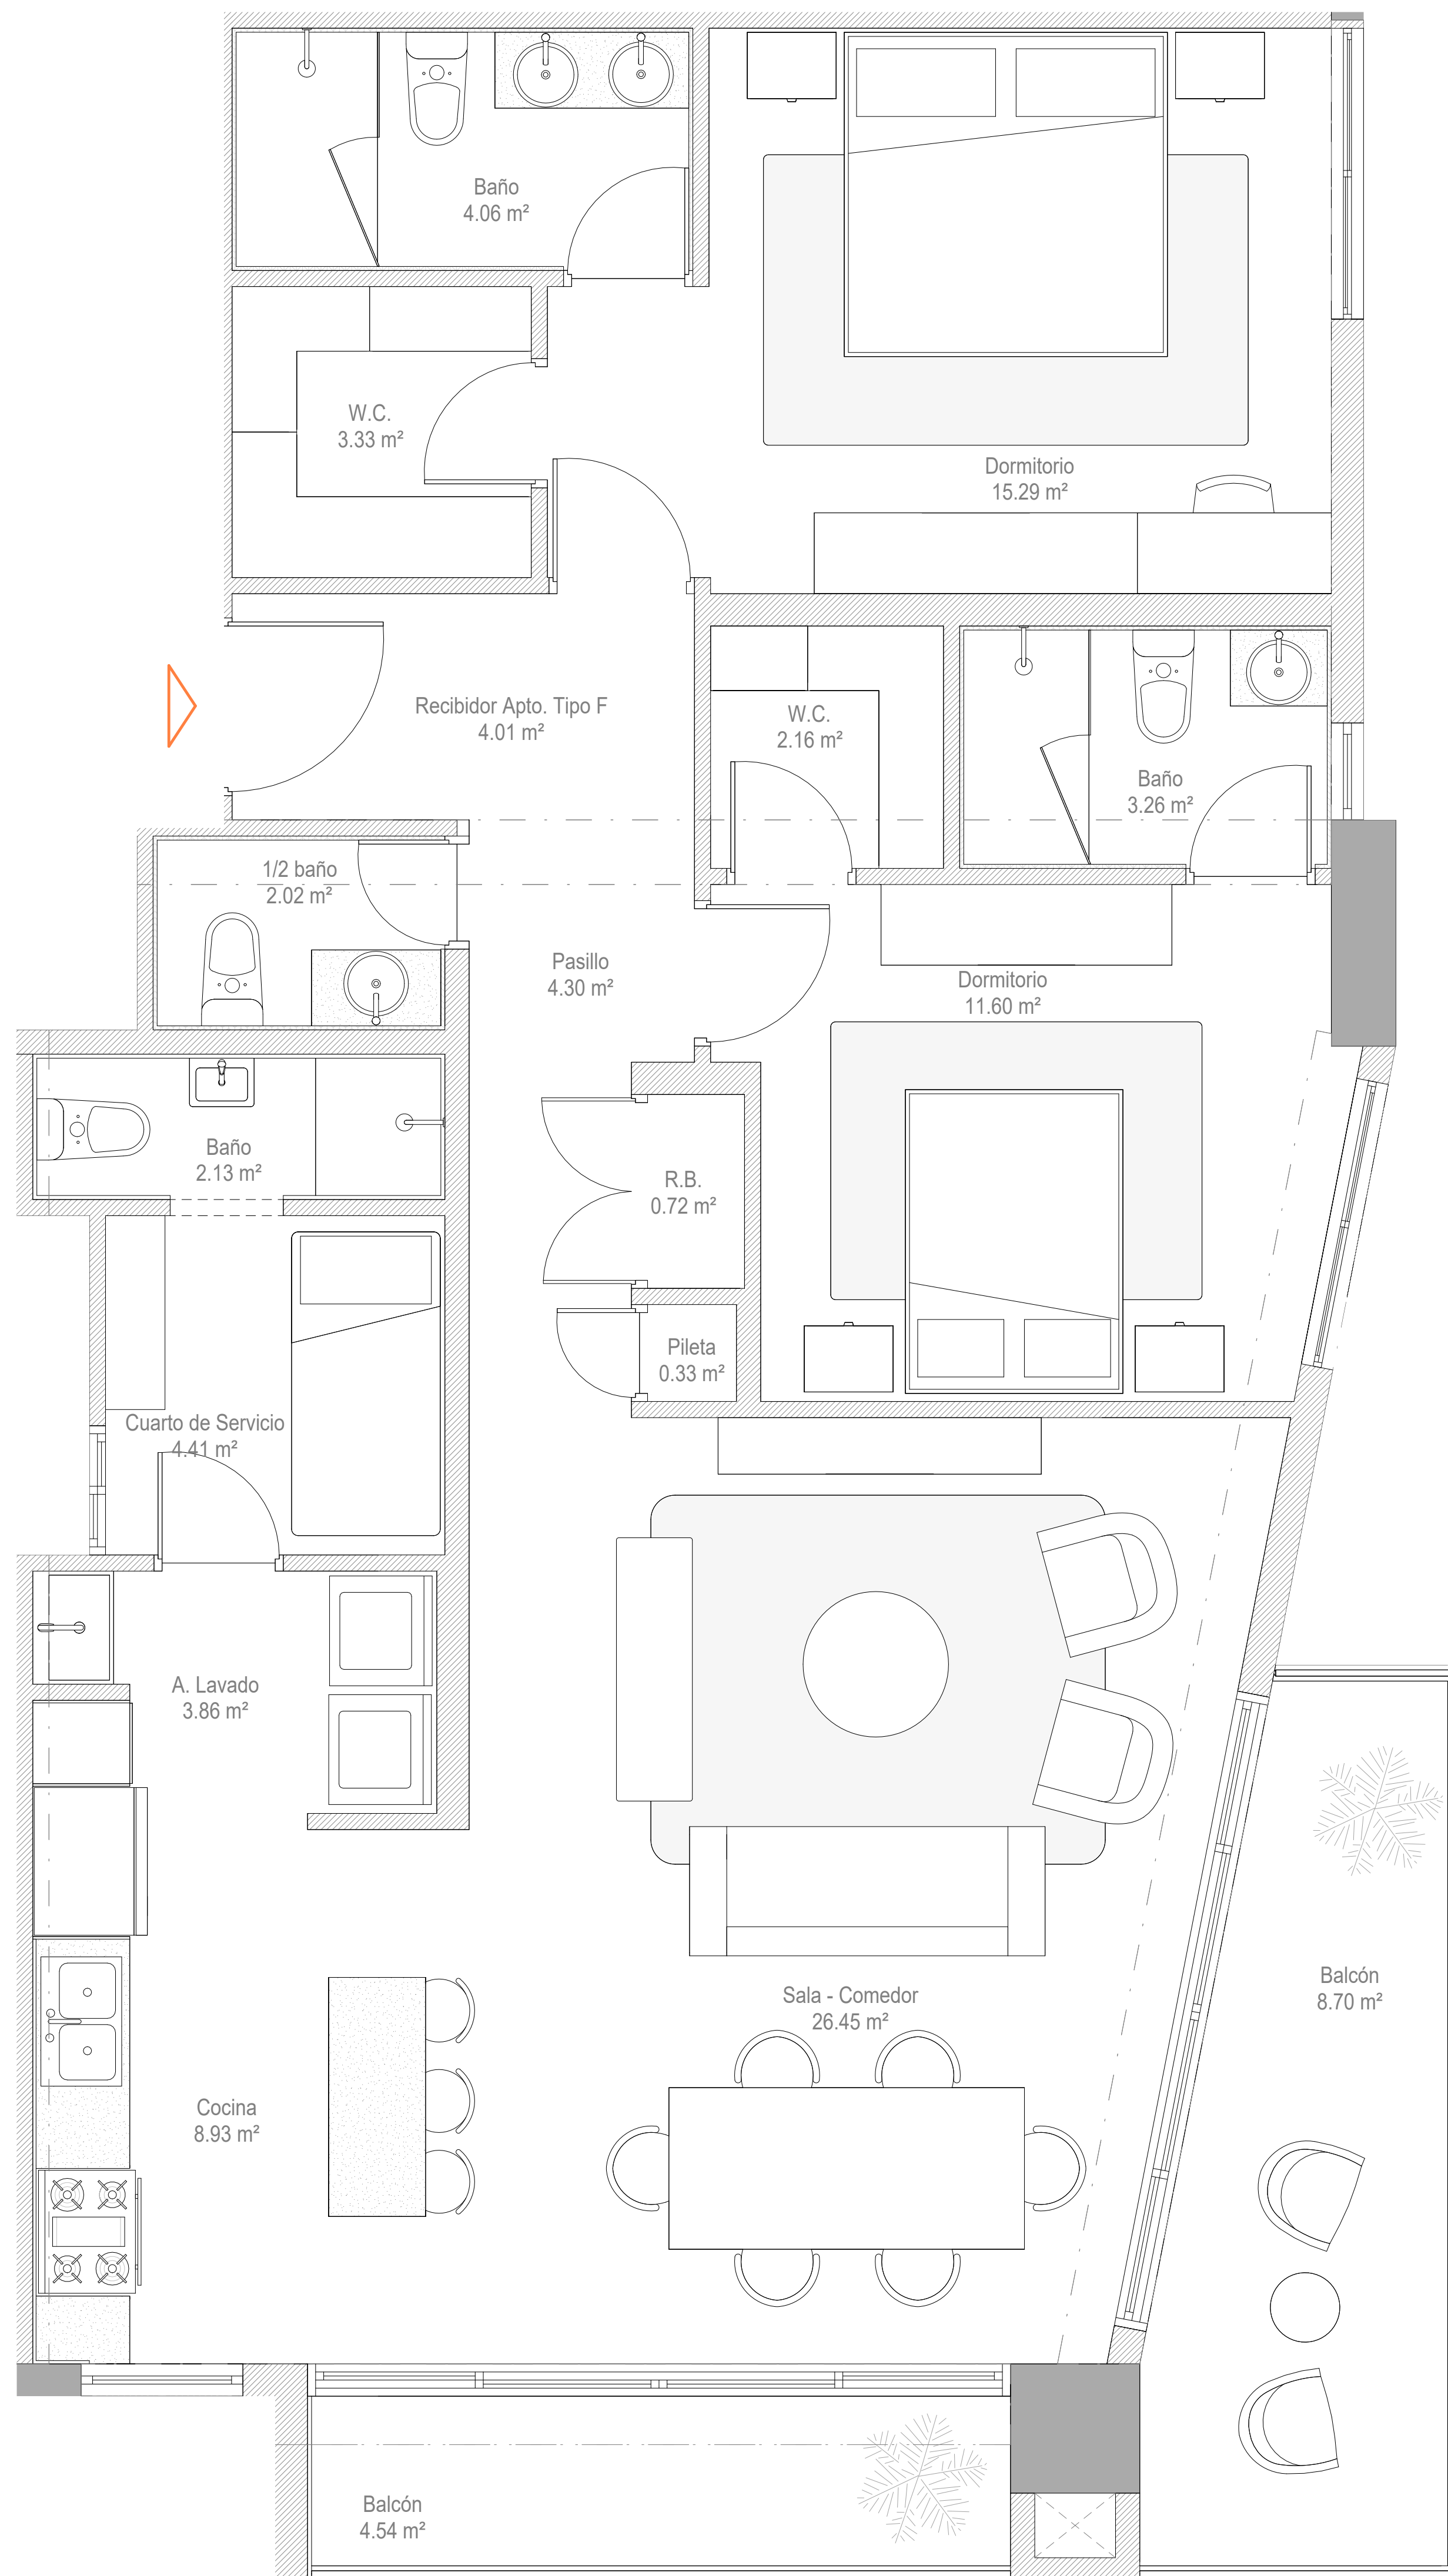 Baño
4.06 m²
W.C.
3.33 m²
Dormitorio
15.29 m²
Recibidor Apto. Tipo F
4.01 m²
W.C.
2.16 m²
Baño
3.26 m²
1/2 baño
2.02 m²
Pasillo
4.30 m²
Dormitorio
11.60 m²
Baño
2.13 m²
R.B.
0.72 m²
Pileta
0.33 m²
Cuarto de Servicio
4.41 m²
A. Lavado
3.86 m²
Sala - Comedor
26.45 m²
Balcón
8.70 m²
Cocina
8.93 m²
Balcón
4.54 m²